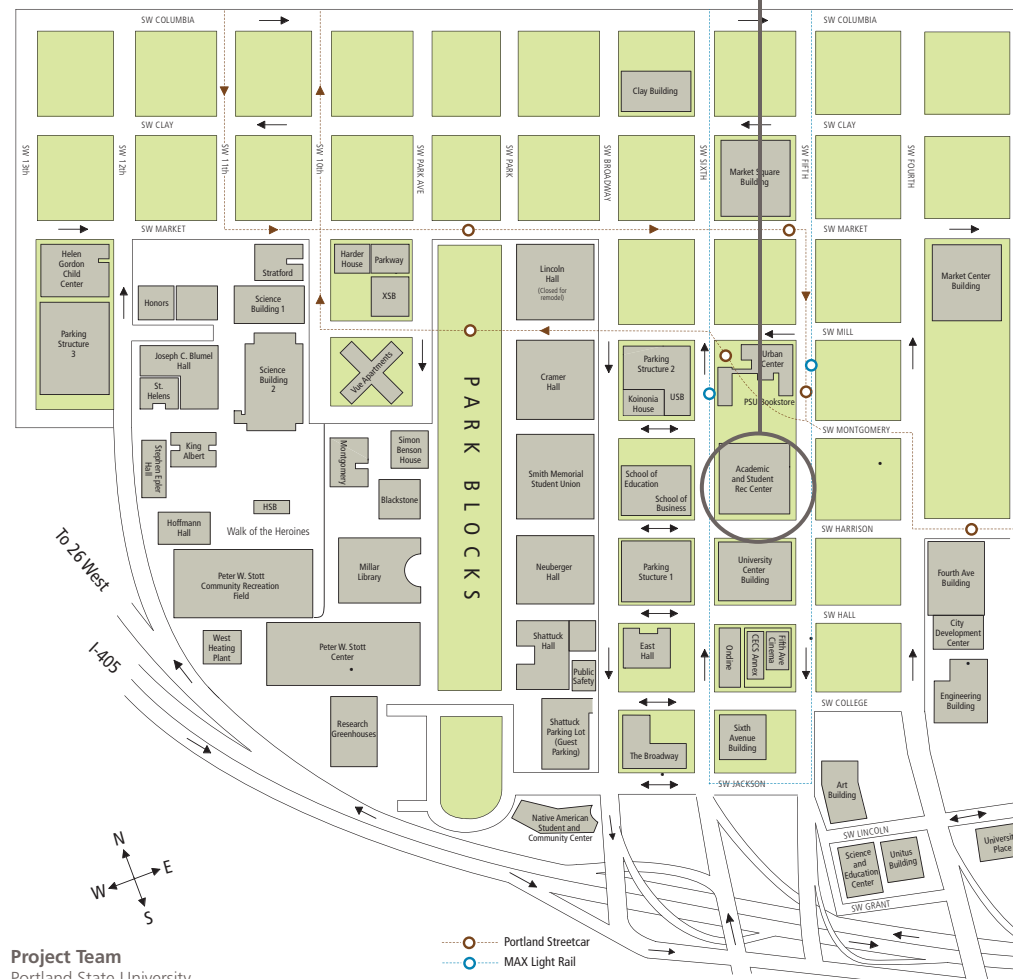 SW COLUMBIA
SW COLUMBIA
Clay Building
SW CLAY
SW CLAY
SW 13th
SW 12th
SW 11th
SW 10th
SW PARK AVE
SW PARK
SW BROADWAY
SW SIXTH
SW FIFTH
SW FOURTH
Market Square
Building
SW MARKET
SW MARKET
Helen
Gordon
Child
Center
Stratford
Harder
House
Parkway
XSB
Lincoln
Hall
(Closed for
remodel)
Market Center
Building
Honors
Science
Building 1
Parking
Structure
3
SW MILL
Joseph C. Blumel
Hall
St.
Helens
Science
Building
2
Vue Apartments
Cramer
Hall
Parking
Structure 2
Koinonia
House
USB
Urban
Center
PSU Bookstore
PARK BLOCKS
SW MONTGOMERY
Stephen Epler
Hall
King
Albert
Montgomery
Simon
Benson
House
Blackstone
Smith Memorial
Student Union
School of
Education
School of
Business
Academic
and Student
Rec Center
HSB
Hoffmann
Hall
Walk of the Heroines
SW HARRISON
To 26 West
Peter W. Stott
Community Recreation
Field
Millar
Library
Neuberger
Hall
Parking
Stucture 1
University
Center
Building
Fourth Ave
Building
SW HALL
City
Development
Center
I-405
West
Heating
Plant
Peter W. Stott
Center
Shattuck
Hall
Public
Safety
East
Hall
Ondine
CECS Annex
Fifth Ave
Cinema
Engineering
Building
SW COLLEGE
Research
Greenhouses
Shattuck
Parking Lot
(Guest
Parking)
The Broadway
Sixth
Avenue
Building
SW JACKSON
Art
Building
Native American
Student and
Community Center
SW LINCOLN
Science
and
Education
Center
Unitus
Building
Place
SW GRANT
N
E
W
S
Project Team
Portland State University
Portland Streetcar
MAX Light Rail